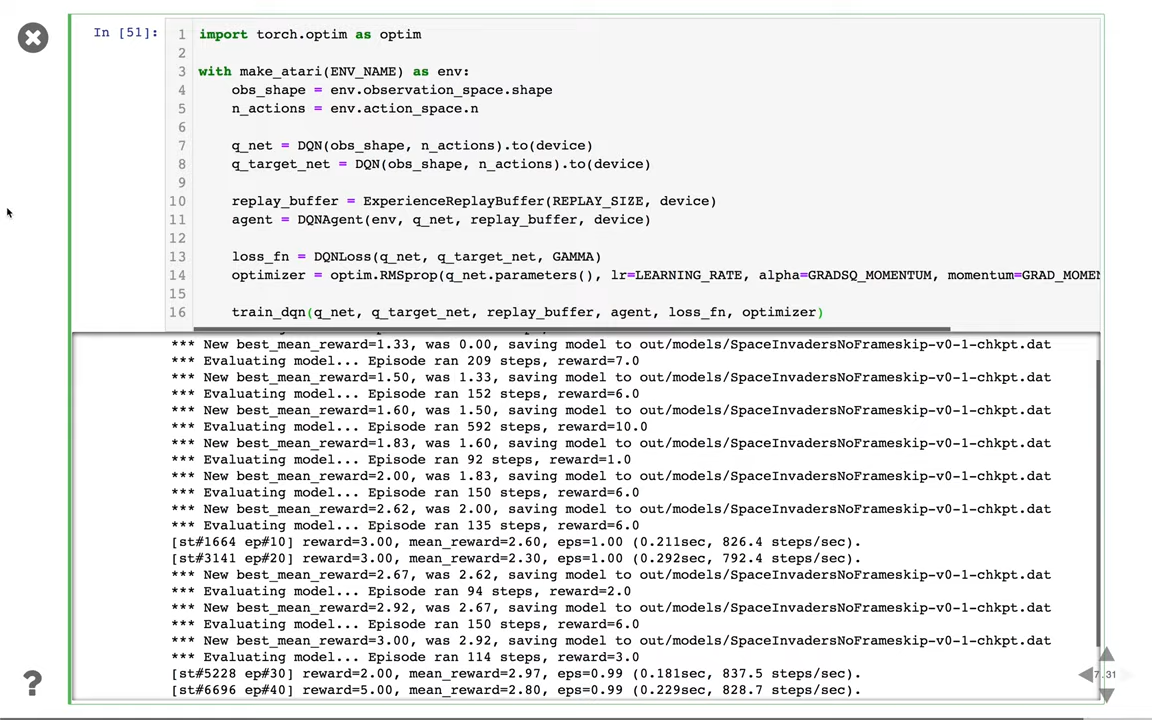 In [51]:
1 import torch.optim as optim
2
3 with make_atari(ENV_NAME) as env:
4 obs_shape = env.observation_space.shape
5 n_actions = env.action_space.n
6
7 q_net = DQN(obs_shape, n_actions).to(device)
8 q_target_net = DQN(obs_shape, n_actions).to(device)
9
10 replay_buffer = ExperienceReplayBuffer(REPLAY_SIZE, device)
11 agent = DQNAgent(env, q_net, replay_buffer, device)
12
13 loss_fn = DQNLoss(q_net, q_target_net, GAMMA)
14 optimizer = optim.RMSprop(q_net.parameters(), lr=LEARNING_RATE, alpha=GRADSQ_MOMENTUM, momentum=GRAD_MOMEN
15
16 train_dqn(q_net, q_target_net, replay_buffer, agent, loss_fn, optimizer)
*** New best_mean_reward=1.33, was 0.00, saving model to out/models/SpaceInvadersNoFrameskip-v0-1-chkpt.dat
*** Evaluating model... Episode ran 209 steps, reward=7.0
*** New best_mean_reward=1.50, was 1.33, saving model to out/models/SpaceInvadersNoFrameskip-v0-1-chkpt.dat
*** Evaluating model... Episode ran 152 steps, reward=6.0
*** New best_mean_reward=1.60, was 1.50, saving model to out/models/SpaceInvadersNoFrameskip-v0-1-chkpt.dat
*** Evaluating model... Episode ran 592 steps, reward=10.0
*** New best_mean_reward=1.83, was 1.60, saving model to out/models/SpaceInvadersNoFrameskip-v0-1-chkpt.dat
*** Evaluating model... Episode ran 92 steps, reward=1.0
*** New best_mean_reward=2.00, was 1.83, saving model to out/models/SpaceInvadersNoFrameskip-v0-1-chkpt.dat
*** Evaluating model... Episode ran 150 steps, reward=6.0
*** New best_mean_reward=2.62, was 2.00, saving model to out/models/SpaceInvadersNoFrameskip-v0-1-chkpt.dat
*** Evaluating model... Episode ran 135 steps, reward=6.0
[st#1664 ep#10] reward=3.00, mean_reward=2.60, eps=1.00 (0.211sec, 826.4 steps/sec).
[st#3141 ep#20] reward=3.00, mean_reward=2.30, eps=1.00 (0.292sec, 792.4 steps/sec).
*** New best_mean_reward=2.67, was 2.62, saving model to out/models/SpaceInvadersNoFrameskip-v0-1-chkpt.dat
*** Evaluating model... Episode ran 94 steps, reward=2.0
*** New best_mean_reward=2.92, was 2.67, saving model to out/models/SpaceInvadersNoFrameskip-v0-1-chkpt.dat
*** Evaluating model... Episode ran 150 steps, reward=6.0
*** New best_mean_reward=3.00, was 2.92, saving model to out/models/SpaceInvadersNoFrameskip-v0-1-chkpt.dat
*** Evaluating model... Episode ran 114 steps, reward=3.0
[st#5228 ep#30] reward=2.00, mean_reward=2.97, eps=0.99 (0.181sec, 837.5 steps/sec).
[st#6696 ep#40] reward=5.00, mean_reward=2.80, eps=0.99 (0.229sec, 828.7 steps/sec).
?
7.31